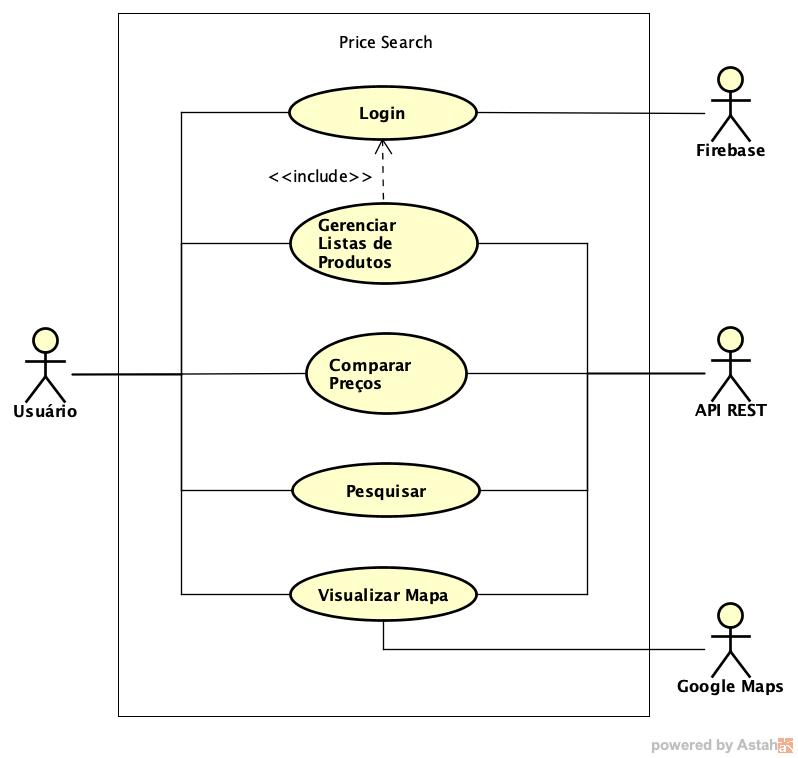 Price Search
Login
Firebase
<<include>>
Gerenciar
Listas de
Produtos
Comparar
Preços
Usuário
API REST
Pesquisar
Visualizar Mapa
Google Maps
powered by Astah